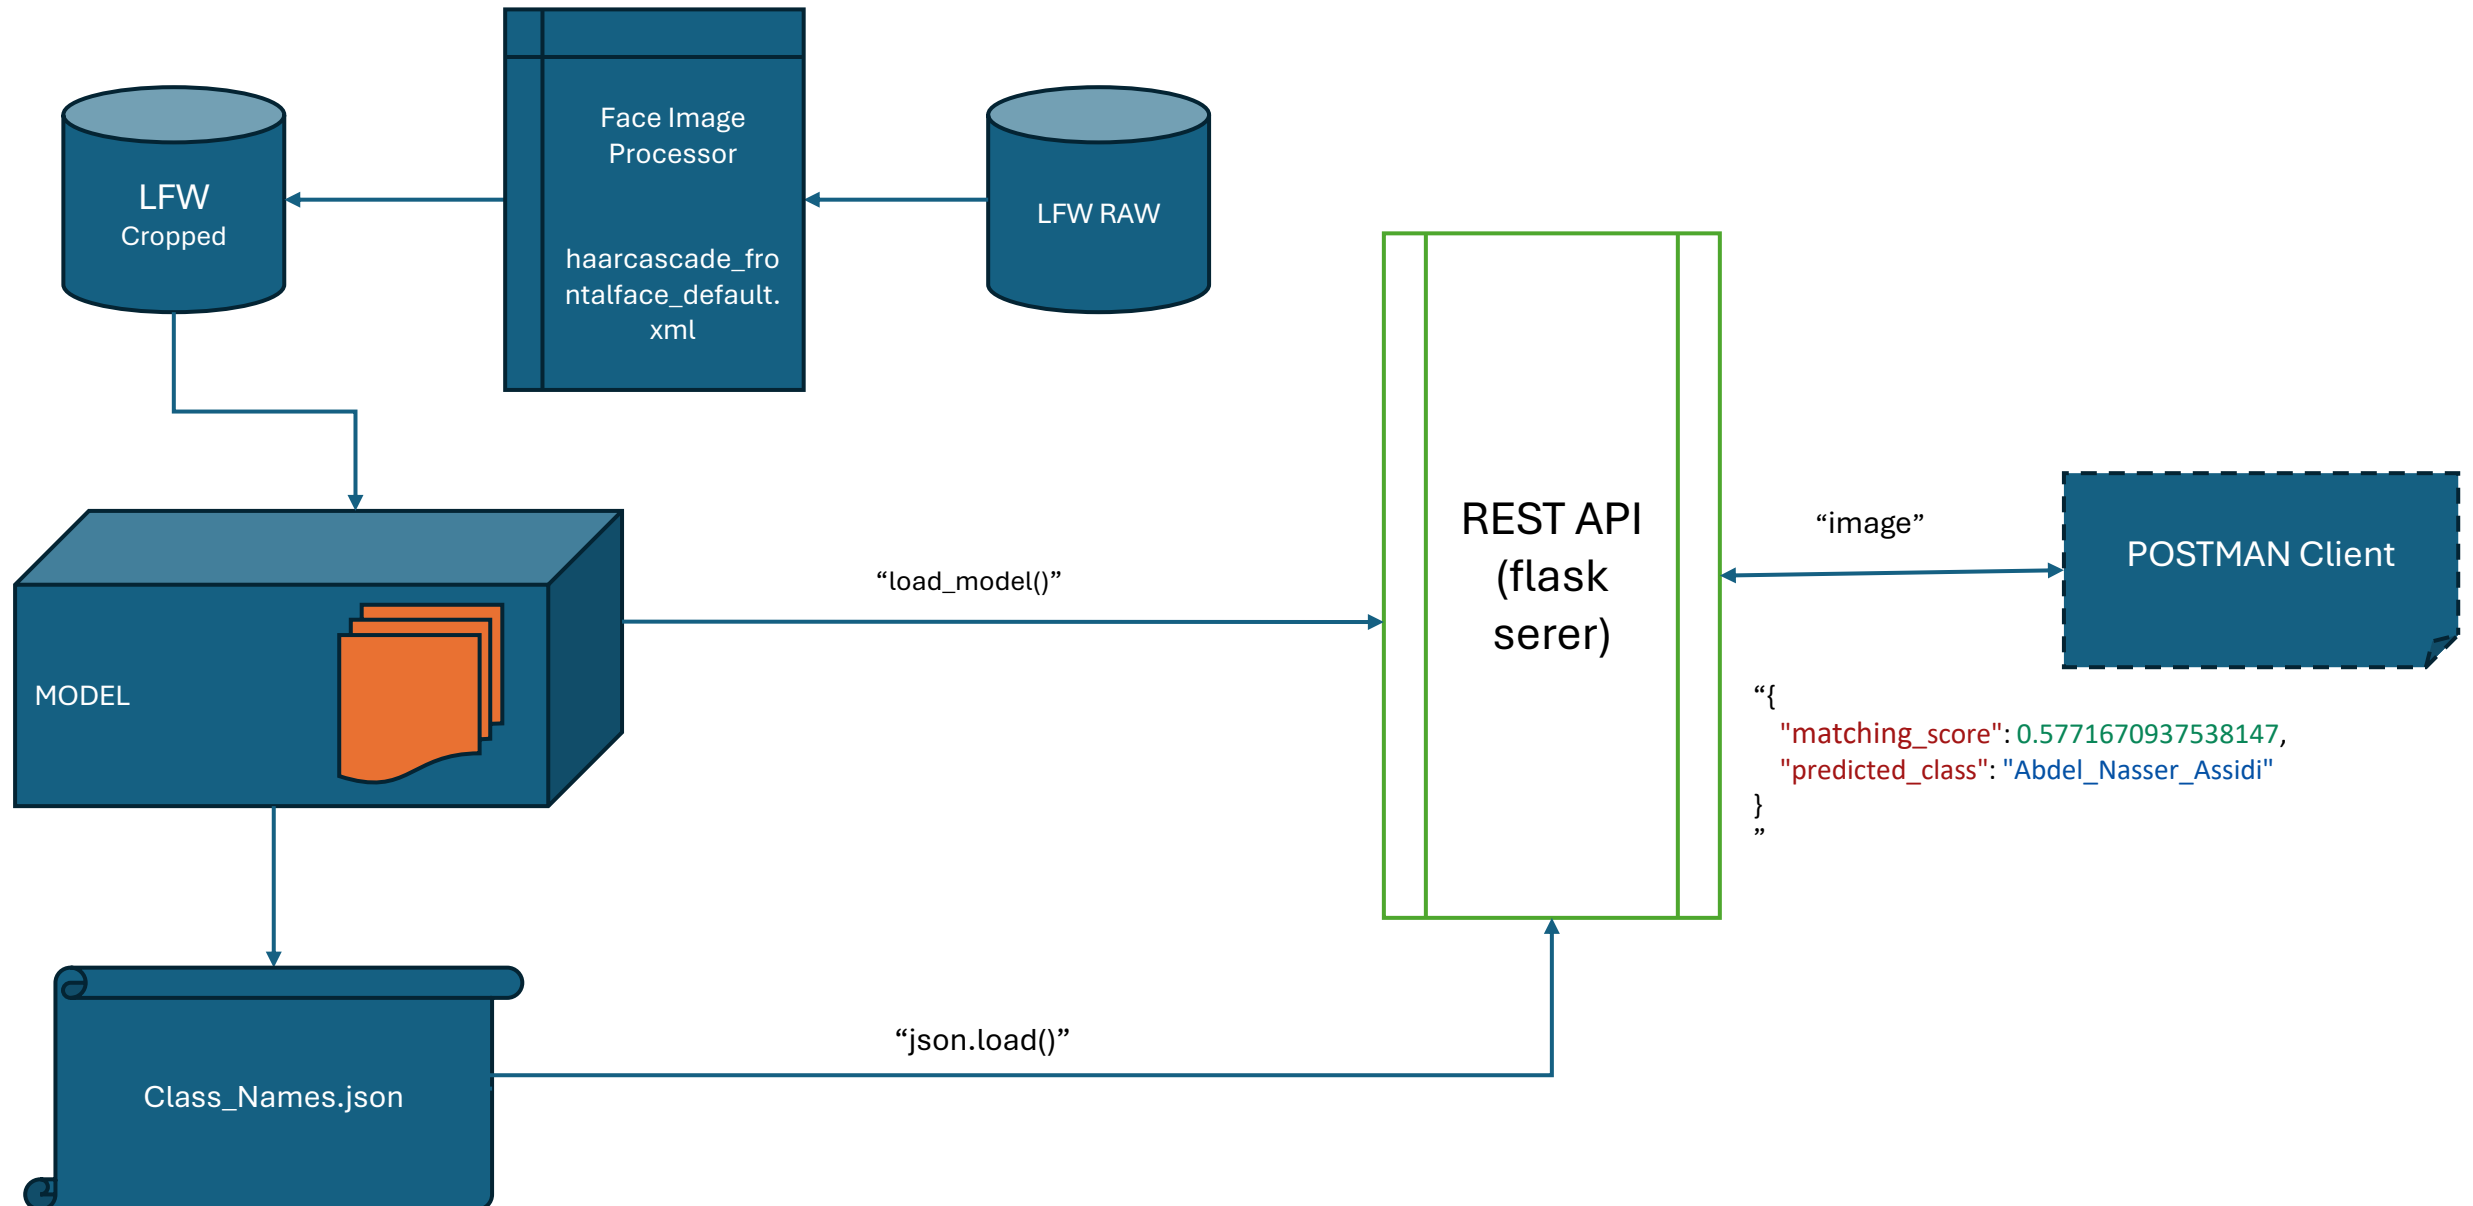 Face Image
Processor
haarcascade_fro
ntalface_default.
xml
LFW
Cropped
LFW RAW
REST API
(flask
serer)
“image”
POSTMAN Client
“load_model()”
MODEL
“{
"matching_score": 0.5771670937538147,
"predicted_class": "Abdel_Nasser_Assidi"
}
”
“json.load()”
Class_Names.json